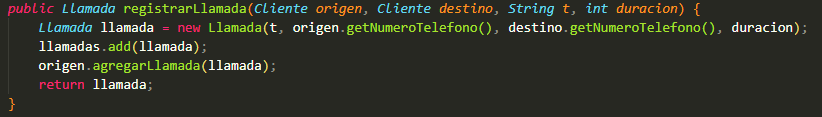 public Llamada registrarLlamada(Cliente origen, Cliente destino, String t, int duracion) {
    Llamada llamada = new Llamada(t, origen.getNumeroTelefono(), destino.getNumeroTelefono(), duracion);
    llamadas.add(llamada);
    origen.agregarLlamada(llamada);
    return llamada;
}